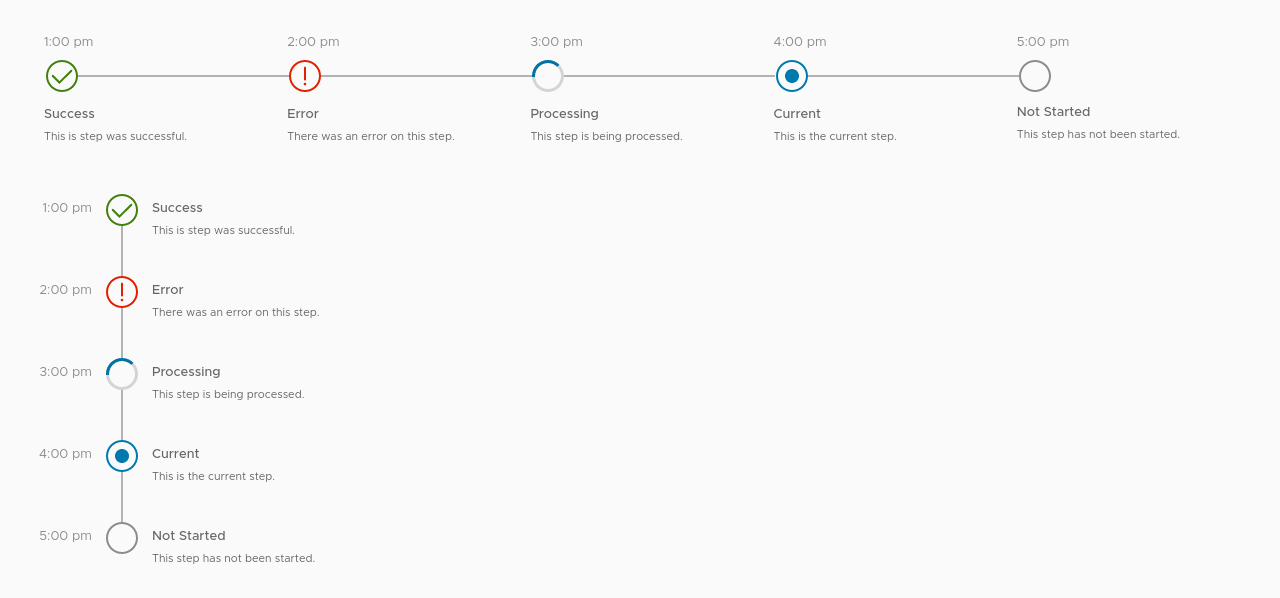 1:00 pm 2:00 pm 3:00 pm 4:00 pm 5:00 pm
Success Error Processing Current Not Started
This is step was successful. There was an error on this step. This step is being processed. This is the current step. This step has not been started.
1:00 pm Success
This is step was successful.
2:00 pm Error
There was an error on this step.
3:00 pm Processing
This step is being processed.
4:00 pm Current
This is the current step.
5:00 pm Not Started
This step has not been started.